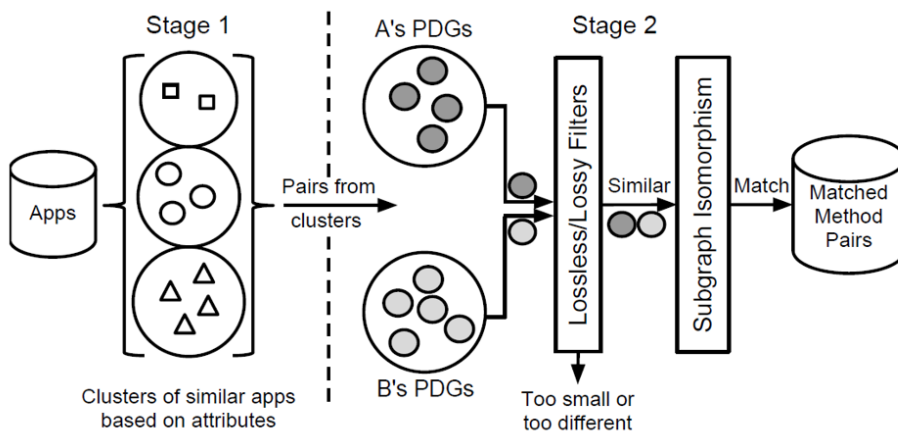 Stage 1
Apps
Clusters of similar apps
based on attributes
Pairs from
clusters
Stage 2
A's PDGs
B's PDGs
Lossless/Lossy Filters
Too small or
too different
Similar
Subgraph Isomorphism
Match
Matched
Method
Pairs